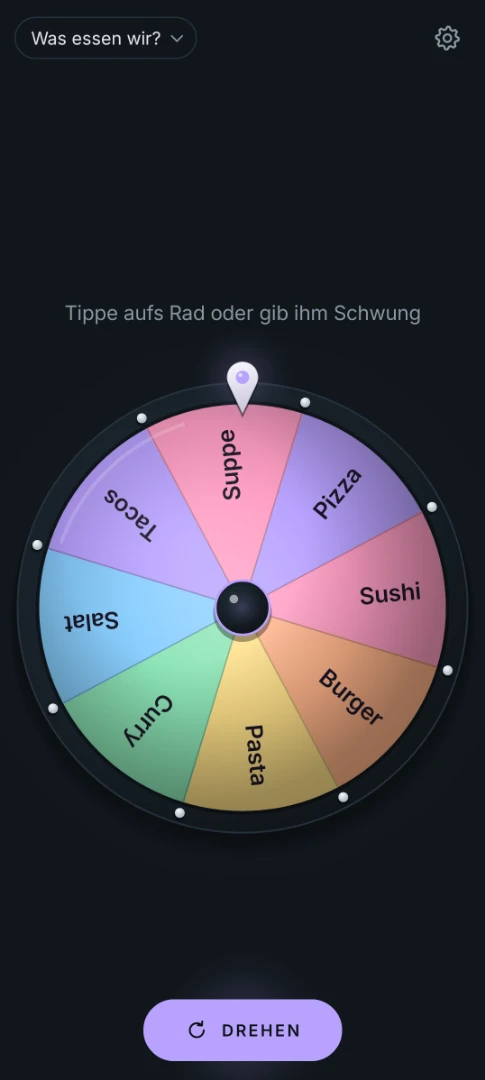 Was essen wir?
Tippe aufs Rad oder gib ihm Schwung
Suppe
Pizza
Sushi
Burger
Pasta
Curry
Salat
Tacos
DREHEN